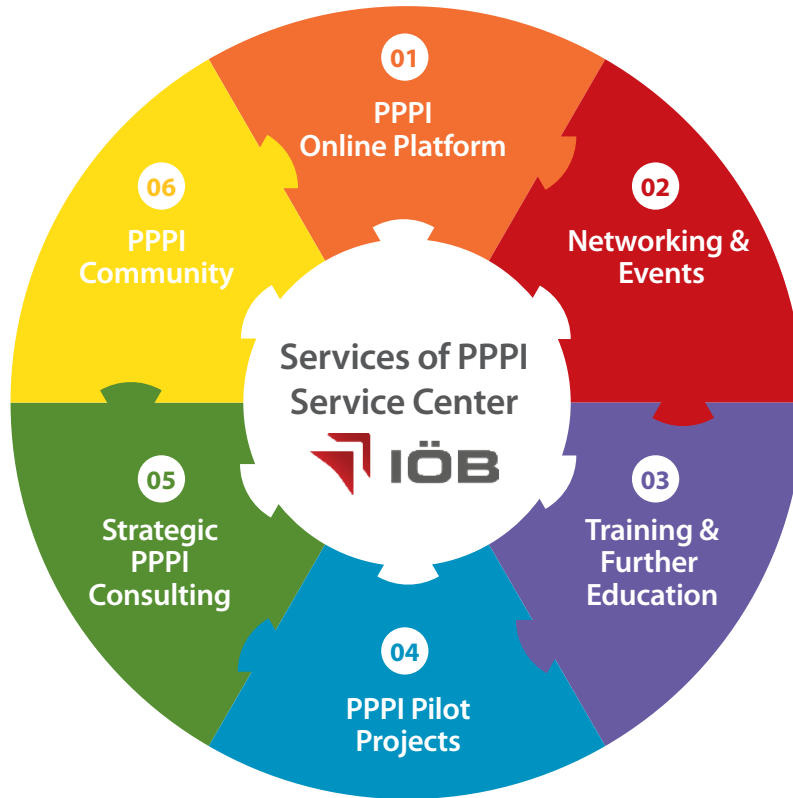 01
PPPI
Online Platform
02
Networking &
Events
03
Training &
Further
Education
04
PPPI Pilot
Projects
05
Strategic
PPPI
Consulting
06
PPPI
Community
Services of PPPI
Service Center
IÖB